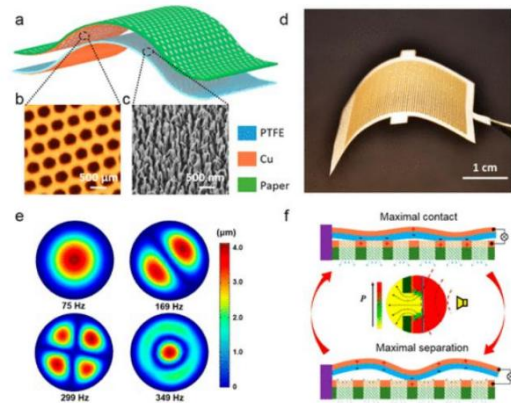 a
b
500 μm
c
500 nm
PTFE
Cu
Paper
d
1 cm
e
75 Hz
169 Hz
299 Hz
349 Hz
(μm)
4.0
3.0
2.0
1.0
0
f
Maximal contact
P
Maximal separation